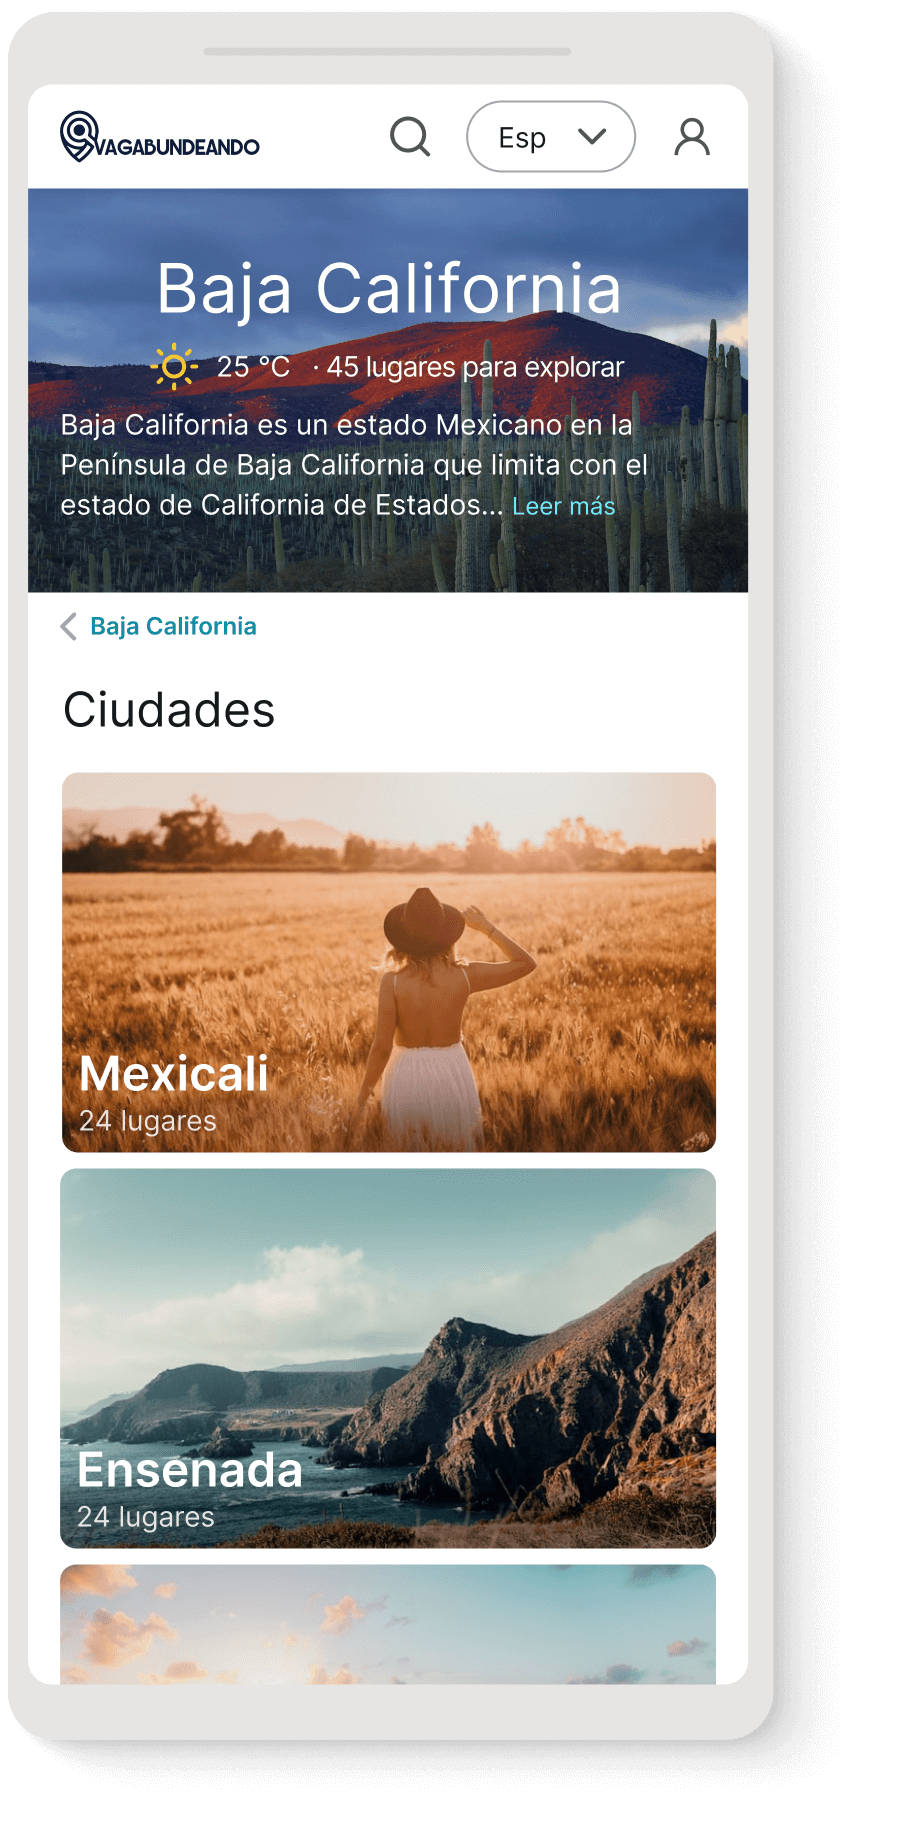 VAGABUNDEANDO
Esp
Baja California
25 °C · 45 lugares para explorar
Baja California es un estado Mexicano en la
Península de Baja California que limita con el
estado de California de Estados... Leer más
Baja California
Ciudades
Mexicali
24 lugares
Ensenada
24 lugares